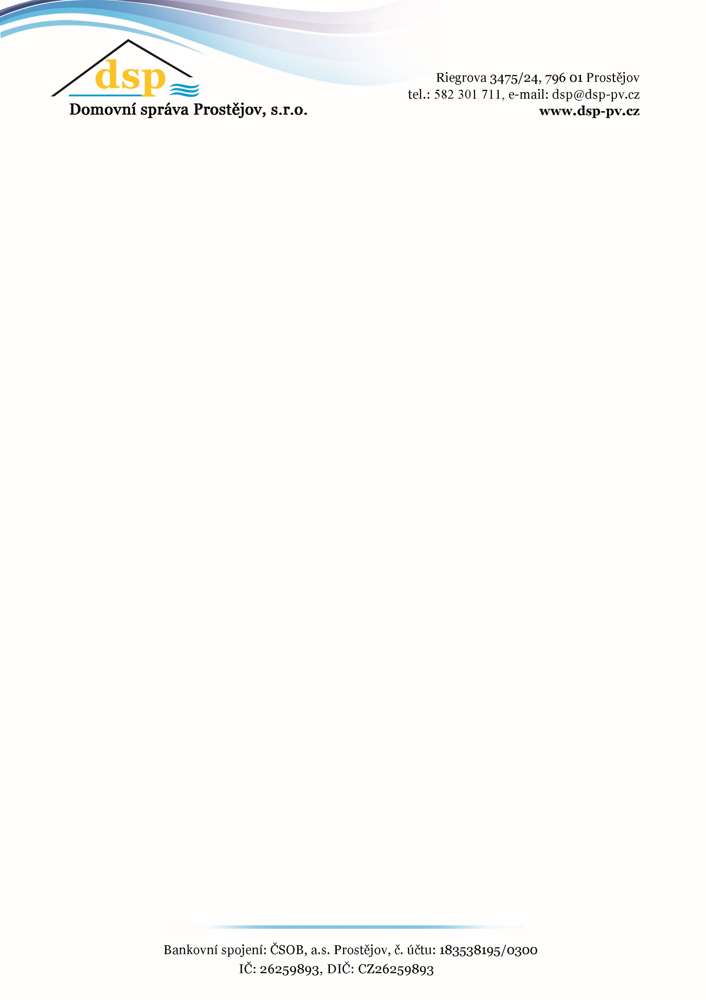 dsp
Domovní správa Prostějov, s.r.o.
Riegrova 3475/24, 796 01 Prostějov
tel.: 582 301 711, e-mail: dsp@dsp-pv.cz
www.dsp-pv.cz
Bankovní spojení: ČSOB, a.s. Prostějov, č. účtu: 183538195/0300
IČ: 26259893, DIČ: CZ26259893